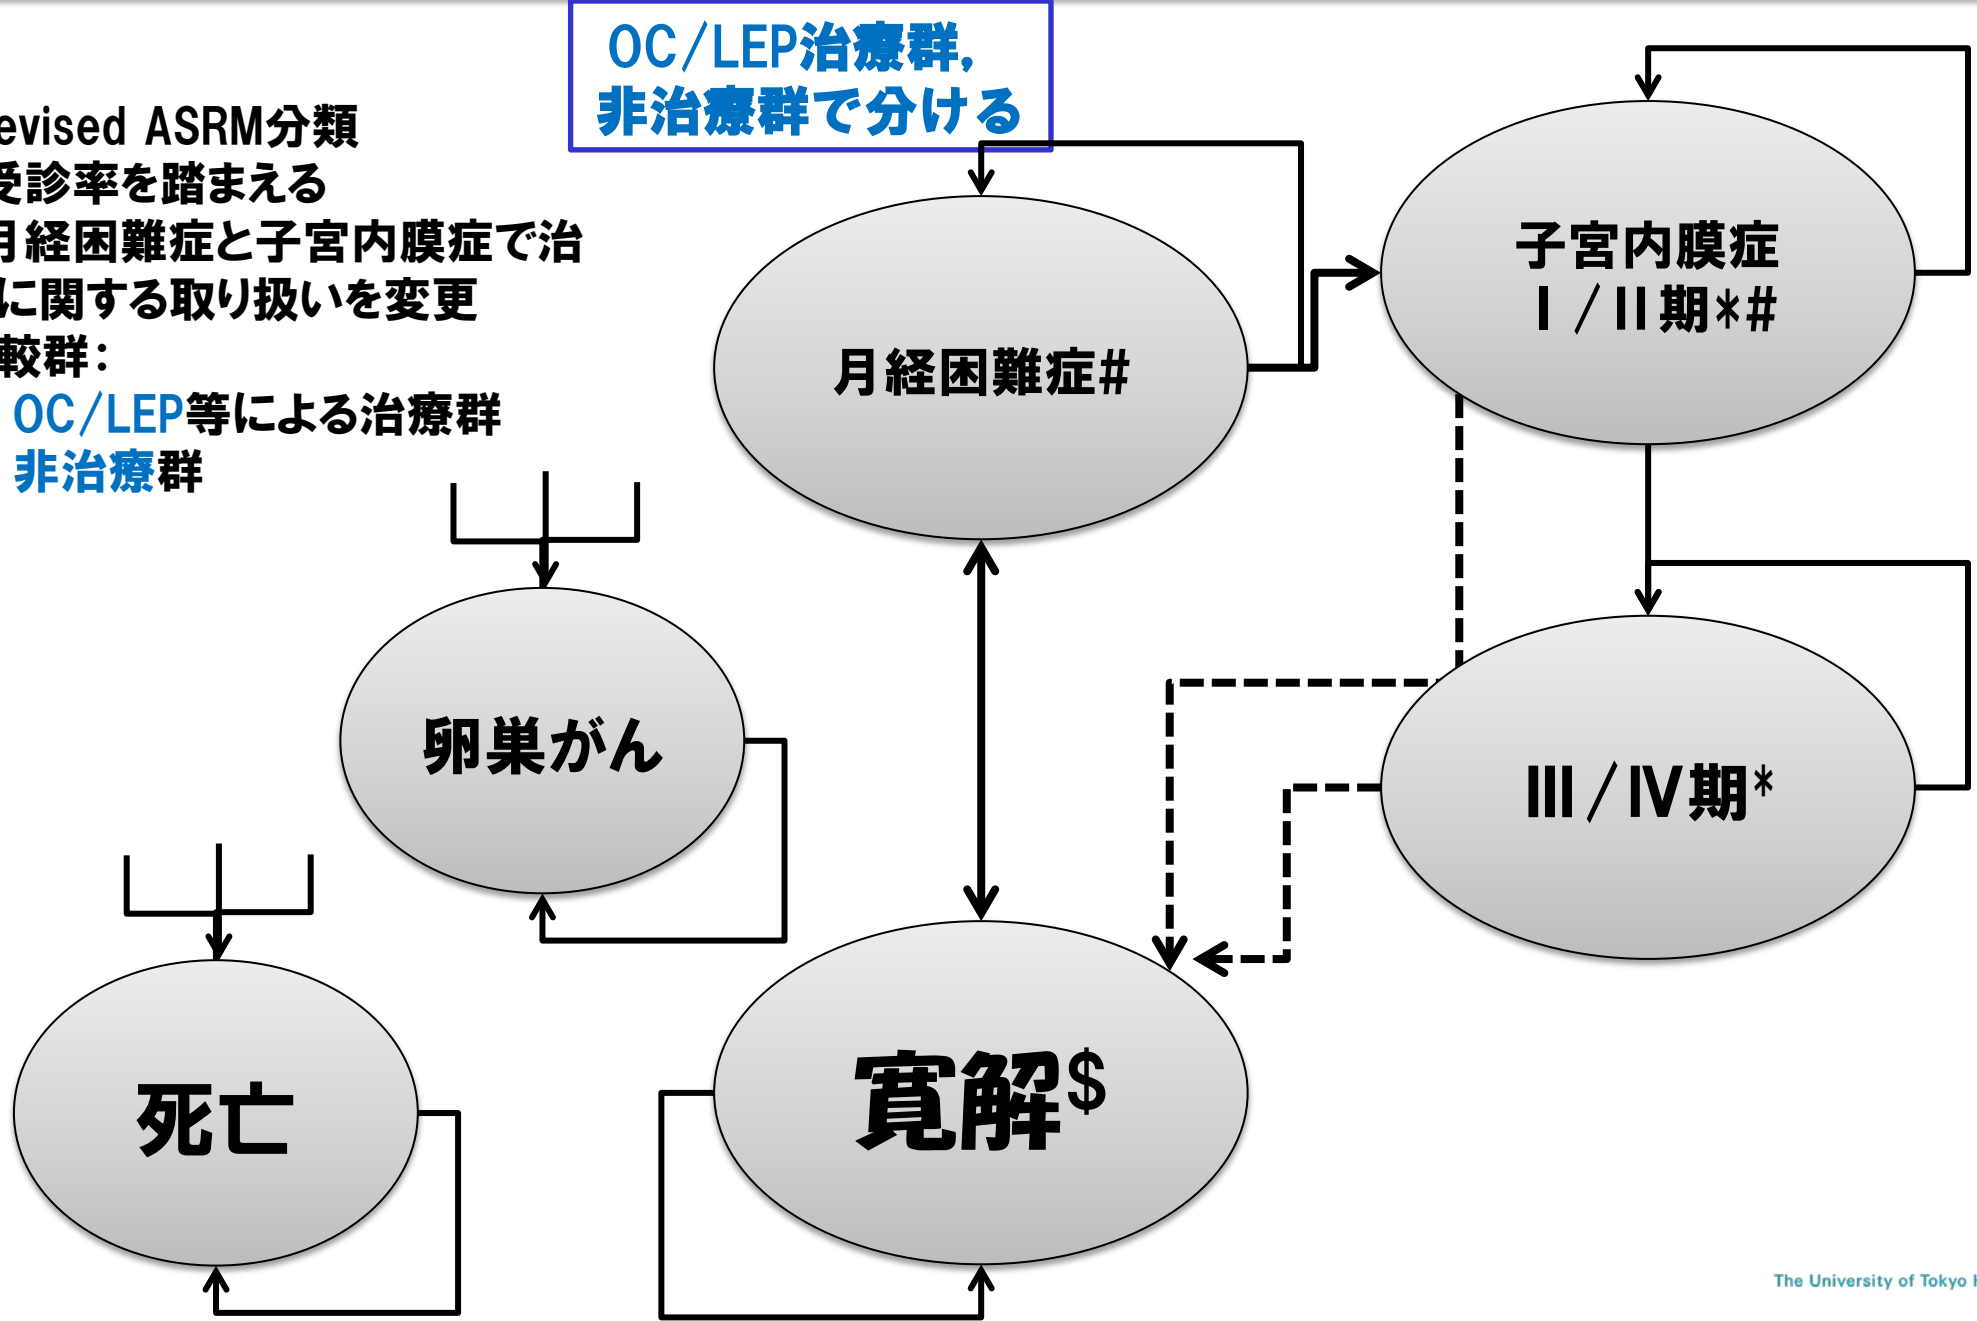 OC/LEP治療群,
非治療群で分ける
evised ASRM分類
受診率を踏まえる
月経困難症と子宮内膜症で治
に関する取り扱いを変更
較群：
OC/LEP等による治療群
非治療群
子宮内膜症
Ⅰ/Ⅱ期*#
月経困難症#
卵巣がん
Ⅲ/Ⅳ期*
死亡
寛解$
The University of Tokyo H